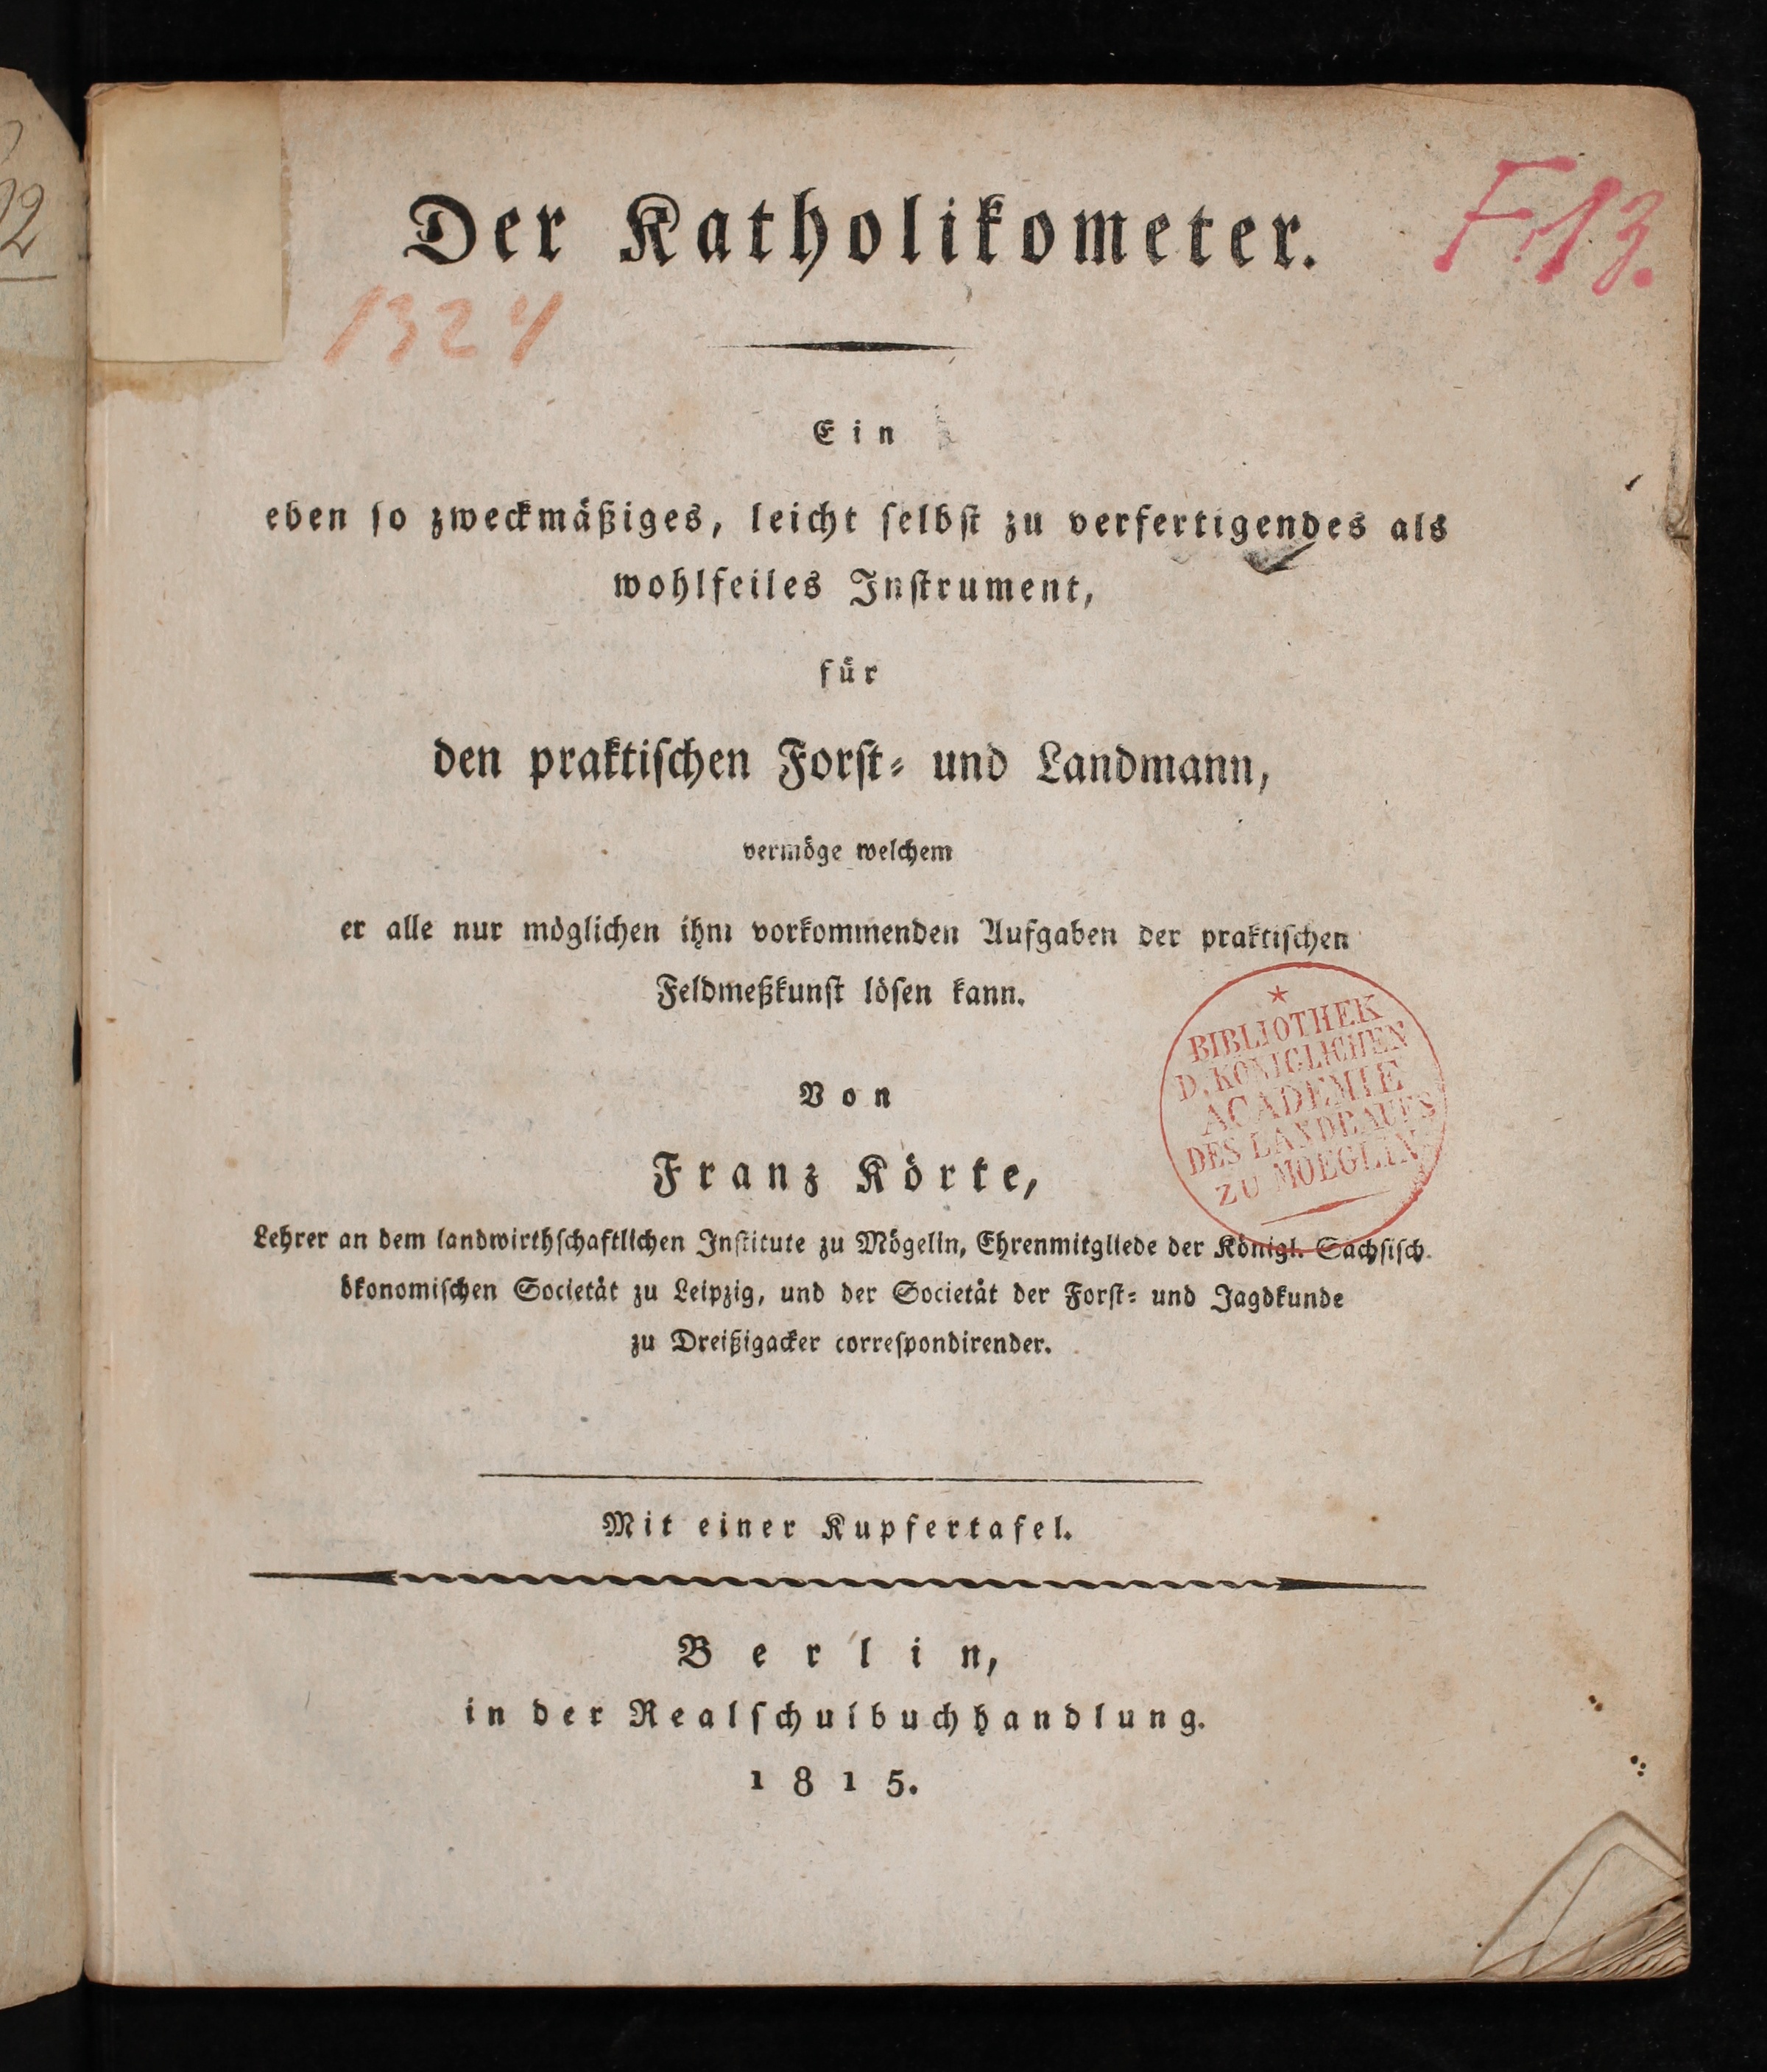 Der Katholikometer.
F. 13.
1324
Ein
eben ſo zweckmäßiges, leicht ſelbſt zu verfertigendes als
wohlfeiles Inſtrument,
für
den praktiſchen Forſt- und Landmann,
vermöge welchem
er alle nur möglichen ihm vorkommenden Aufgaben der praktiſchen
Feldmeßkunſt löſen kann.
Von
Franz Körte,
Lehrer an dem landwirthſchaftlichen Inſtitute zu Mögelin, Ehrenmitgliede der Königl. Sächſiſch.
ökonomiſchen Societät zu Leipzig, und der Societät der Forſt- und Jagdkunde
zu Dreißigacker correſpondirender.
BIBLIOTHEK
D. KÖNIGLICHEN
ACADEMIE
DES LANDBAUES
ZU MOEGLIN
Mit einer Kupfertafel.
Berlin,
in der Realſchulbuchhandlung.
1815.